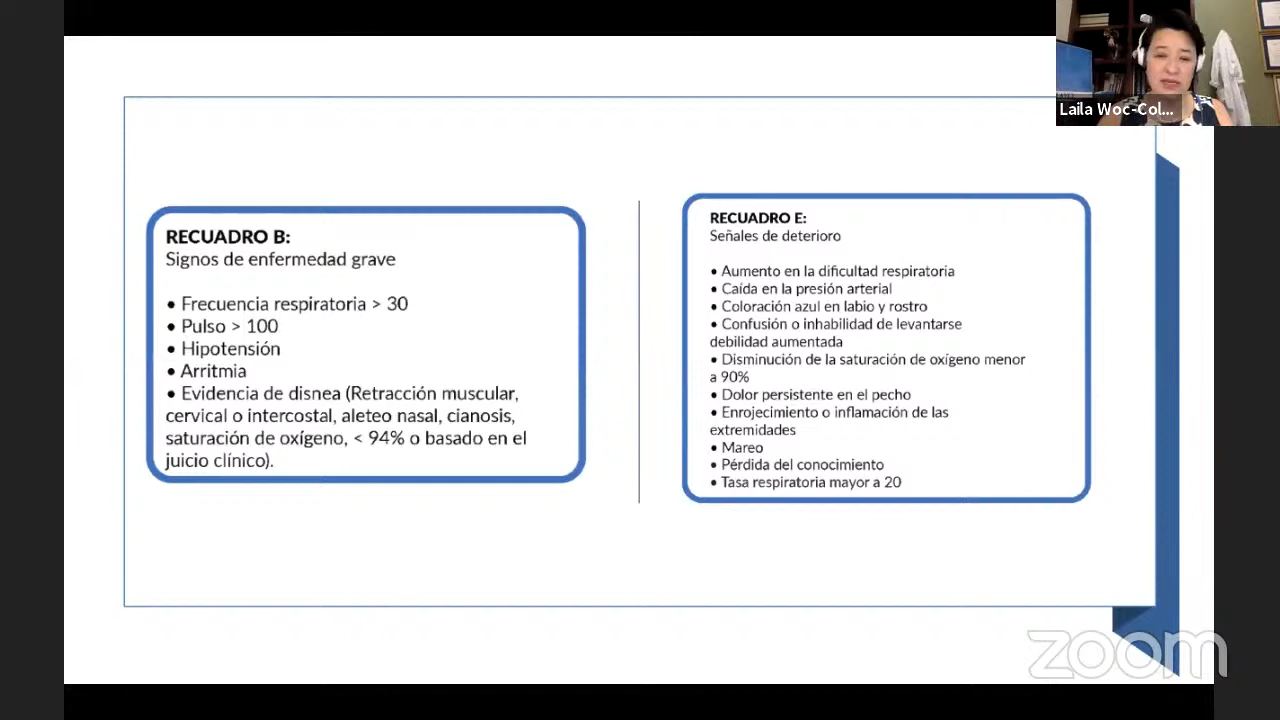 Laila Woc-Col...
RECUADRO B:
Signos de enfermedad grave
• Frecuencia respiratoria > 30
• Pulso > 100
• Hipotensión
• Arritmia
• Evidencia de disnea (Retracción muscular,
cervical o intercostal, aleteo nasal, cianosis,
saturación de oxígeno, < 94% o basado en el
juicio clínico).
RECUADRO E:
Señales de deterioro
• Aumento en la dificultad respiratoria
• Caída en la presión arterial
• Coloración azul en labio y rostro
• Confusión o inhabilidad de levantarse
debilidad aumentada
• Disminución de la saturación de oxígeno menor
a 90%
• Dolor persistente en el pecho
• Enrojecimiento o inflamación de las
extremidades
• Mareo
• Pérdida del conocimiento
• Tasa respiratoria mayor a 20
zoom